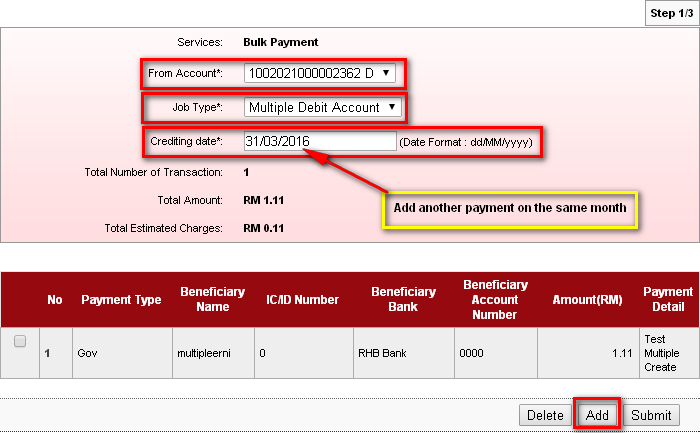 Step 1/3
Services: Bulk Payment
From Account*: 1002021000002362 D
Job Type*: Multiple Debit Account
Crediting date*: 31/03/2016 (Date Format : dd/MM/yyyy)
Total Number of Transaction: 1
Total Amount: RM 1.11
Add another payment on the same month
Total Estimated Charges: RM 0.11
No Payment Type Beneficiary Name IC/ID Number Beneficiary Bank Beneficiary Account Number Amount(RM) Payment Detail
1 Gov multipleerni 0 RHB Bank 0000 1.11 Test Multiple Create
Delete Add Submit